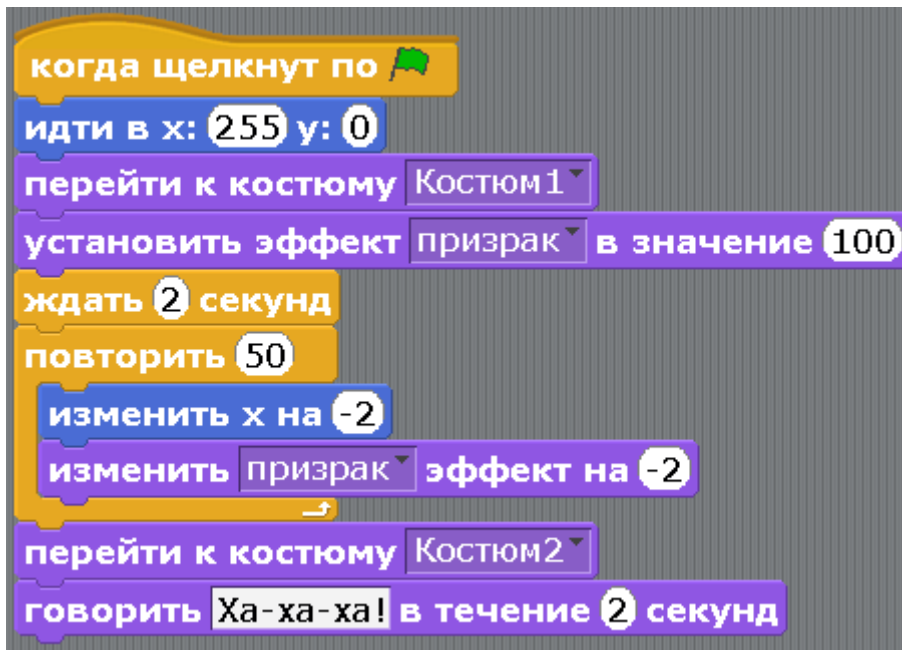 когда щелкнут по
идти в x: 255 y: 0
перейти к костюму Костюм1
установить эффект призрак в значение 100
ждать 2 секунд
повторить 50
изменить х на -2
изменить призрак эффект на -2
перейти к костюму Костюм2
говорить Ха-ха-ха! в течение 2 секунд